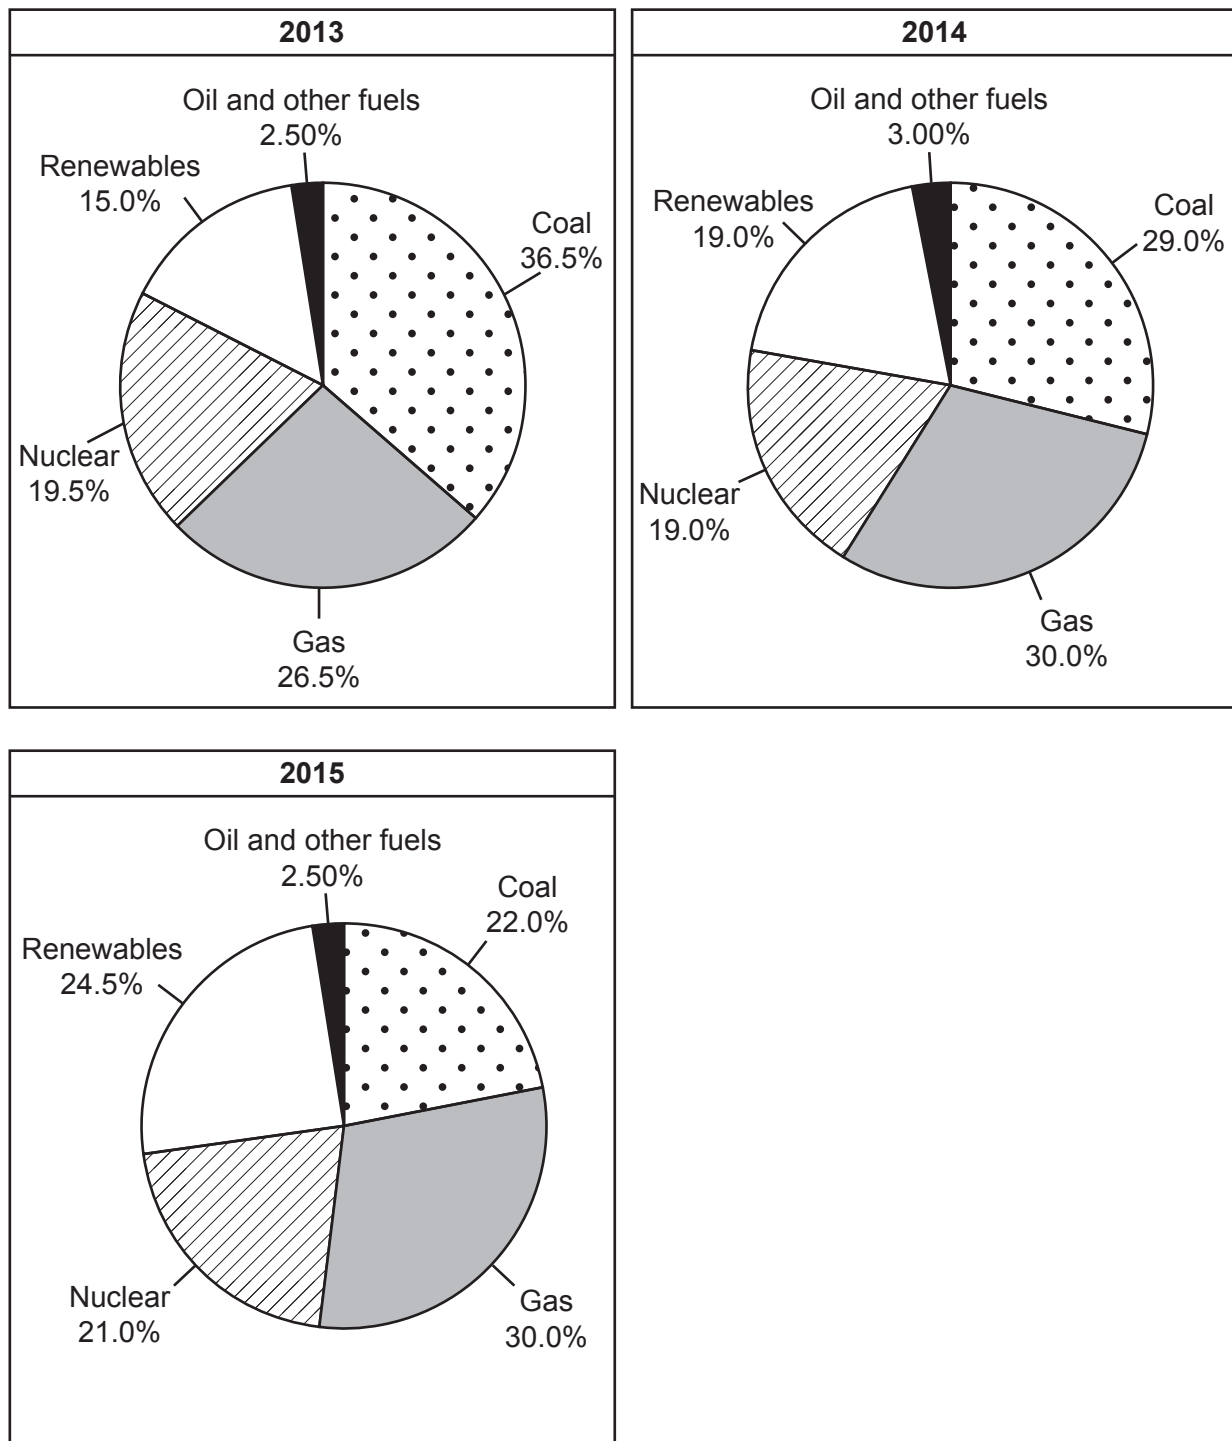 2013
Oil and other fuels
2.50%
Renewables
15.0%
Coal
36.5%
Nuclear
19.5%
Gas
26.5%
2014
Oil and other fuels
3.00%
Renewables
19.0%
Coal
29.0%
Nuclear
19.0%
Gas
30.0%
2015
Oil and other fuels
2.50%
Coal
22.0%
Renewables
24.5%
Nuclear
21.0%
Gas
30.0%